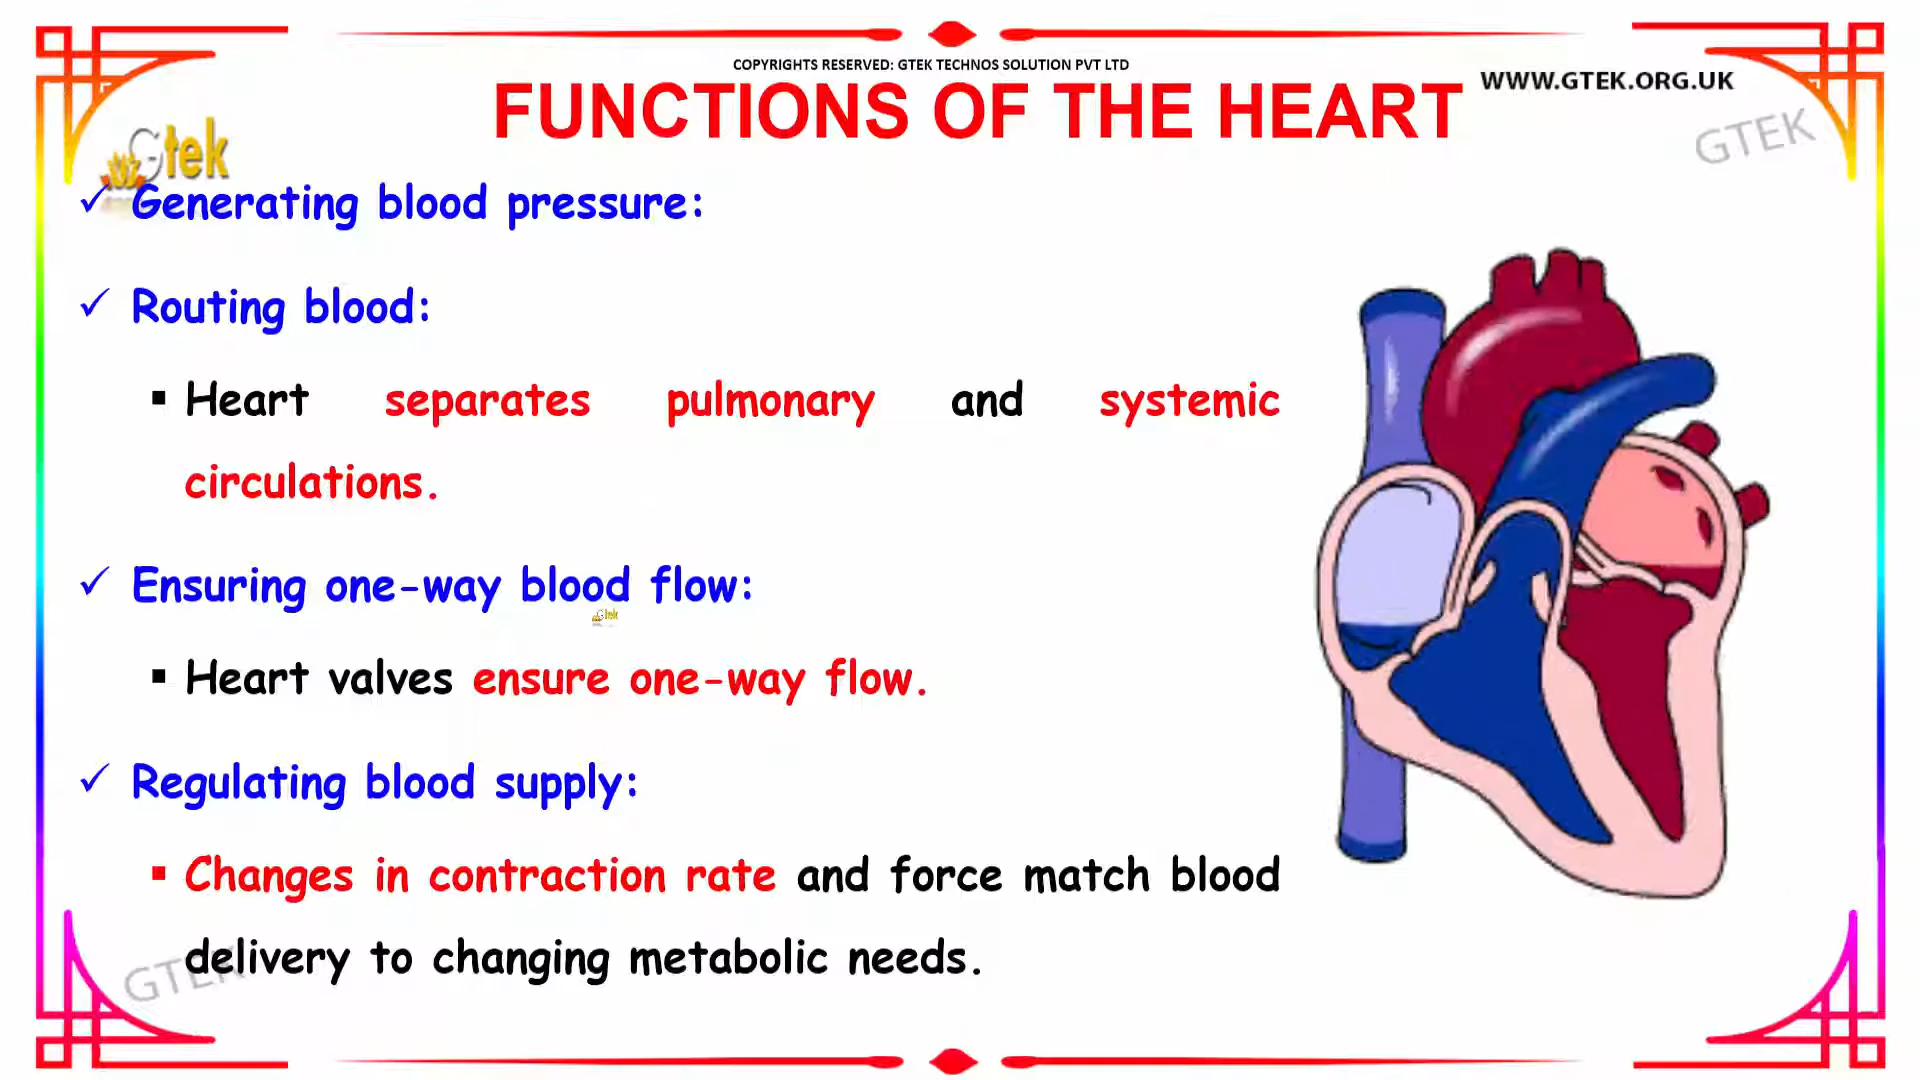 COPYRIGHTS RESERVED: GTEK TECHNOS SOLUTION PVT LTD
FUNCTIONS OF THE HEART
WWW.GTEK.ORG.UK
GTEK
Gtek
✓ Generating blood pressure:
✓ Routing blood:
▪ Heart separates pulmonary and systemic
circulations.
✓ Ensuring one-way blood flow:
Gtek
▪ Heart valves ensure one-way flow.
✓ Regulating blood supply:
▪ Changes in contraction rate and force match blood
delivery to changing metabolic needs.
GTEK